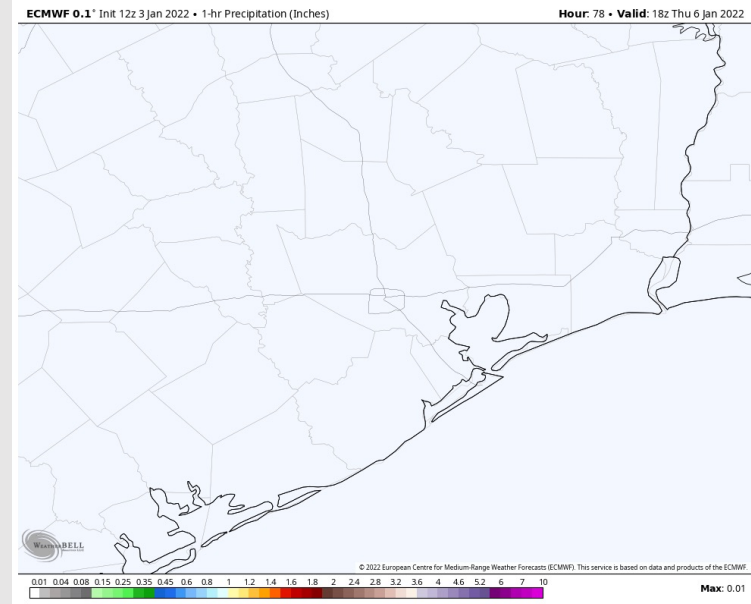 ECMWF 0.1° Init 12z 3 Jan 2022 • 1-hr Precipitation (Inches)
Hour: 78 • Valid: 18z Thu 6 Jan 2022
WeatherBELL
© 2022 European Centre for Medium-Range Weather Forecasts (ECMWF). This service is based on data and products of the ECMWF.
0.01 0.04 0.08 0.15 0.25 0.35 0.45 0.6 0.8 1 1.2 1.4 1.6 1.8 2 2.4 2.8 3.2 3.6 4 4.6 5.2 6 7 10
Max: 0.01